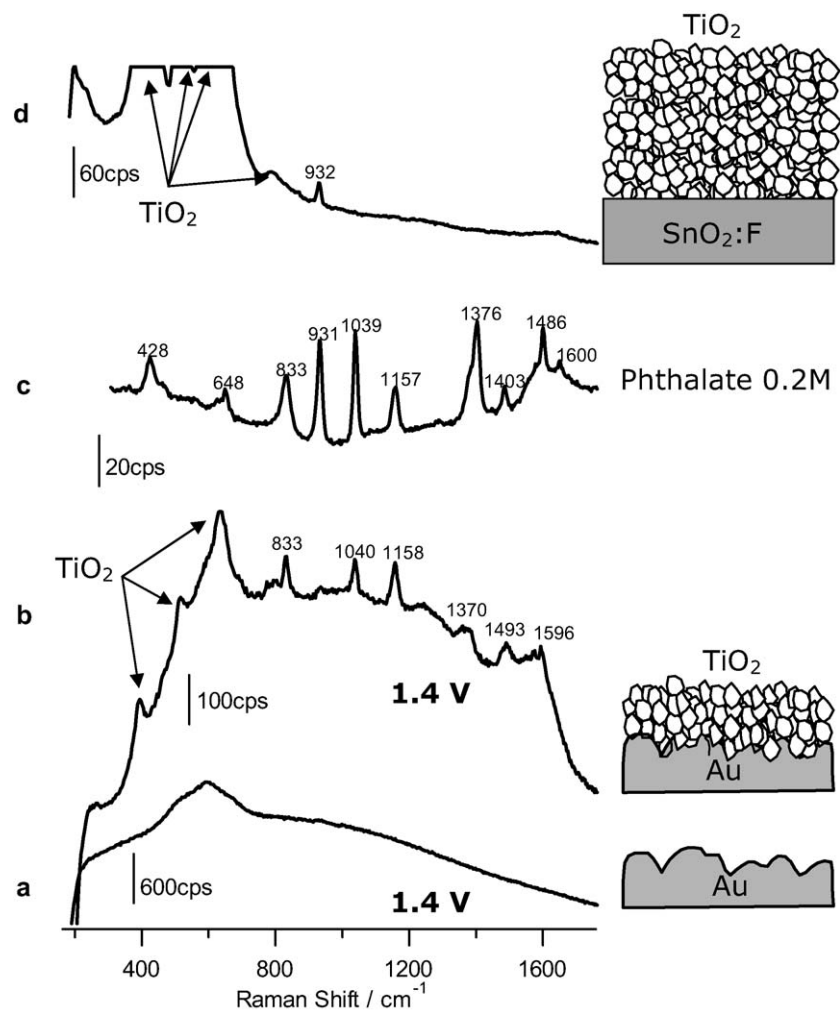 TiO2
d
60cps
TiO2
932
SnO2:F
c
428
648
833
931
1039
1157
1376
1403
1486
1600
Phthalate 0.2M
20cps
TiO2
b
833
1040
1158
1370
1493
1596
100cps
1.4 V
TiO2
Au
a
600cps
1.4 V
Au
400 800 1200 1600
Raman Shift / cm-1